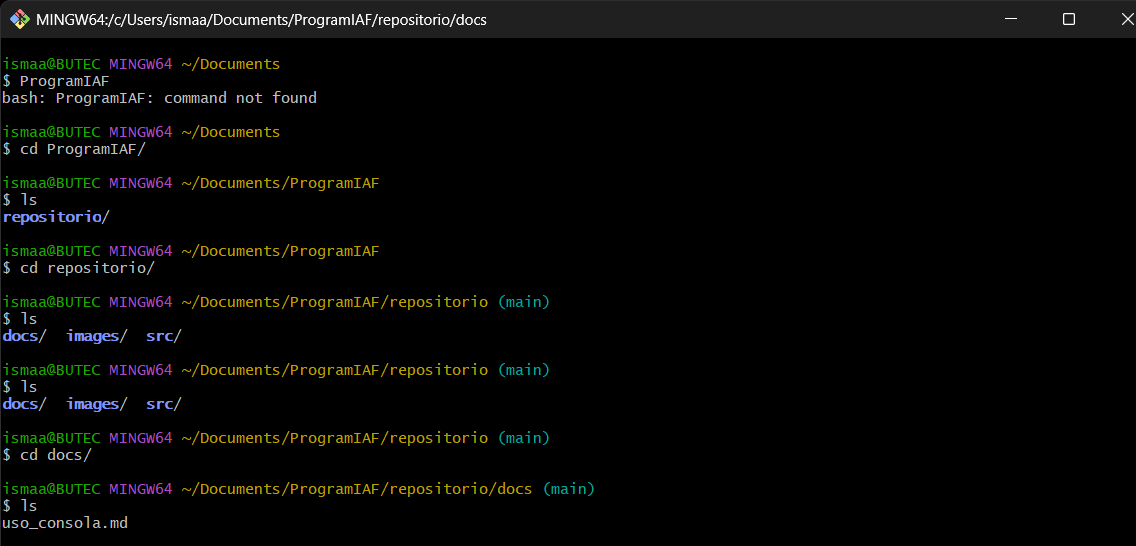 MINGW64:/c/Users/ismaa/Documents/ProgramIAF/repositorio/docs
ismaa@BUTEC MINGW64 ~/Documents
$ ProgramIAF
bash: ProgramIAF: command not found
ismaa@BUTEC MINGW64 ~/Documents
$ cd ProgramIAF/
ismaa@BUTEC MINGW64 ~/Documents/ProgramIAF
$ ls
repositorio/
ismaa@BUTEC MINGW64 ~/Documents/ProgramIAF
$ cd repositorio/
ismaa@BUTEC MINGW64 ~/Documents/ProgramIAF/repositorio (main)
$ ls
docs/  images/  src/
ismaa@BUTEC MINGW64 ~/Documents/ProgramIAF/repositorio (main)
$ ls
docs/  images/  src/
ismaa@BUTEC MINGW64 ~/Documents/ProgramIAF/repositorio (main)
$ cd docs/
ismaa@BUTEC MINGW64 ~/Documents/ProgramIAF/repositorio/docs (main)
$ ls
uso_consola.md